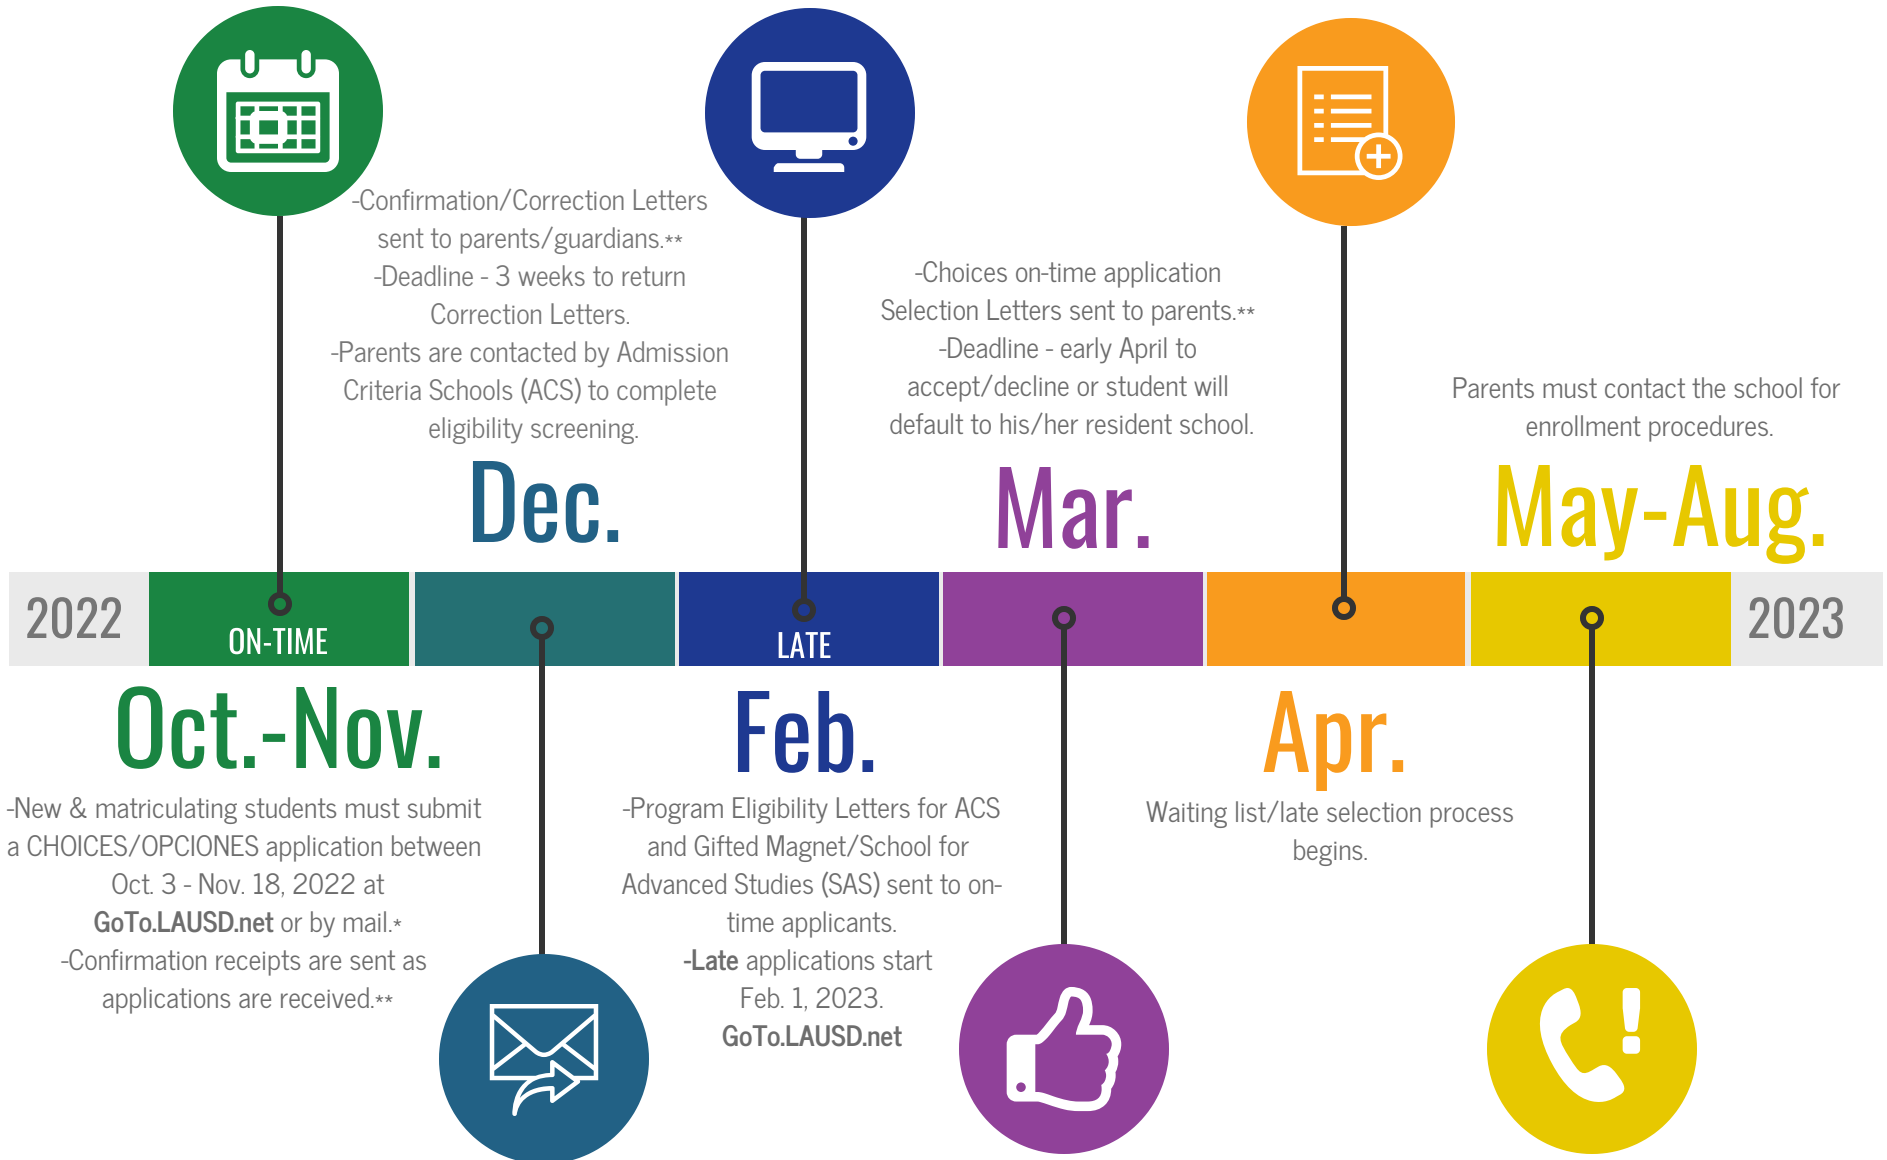 -Confirmation/Correction Letters
sent to parents/guardians.**
-Deadline - 3 weeks to return
Correction Letters.
-Parents are contacted by Admission
Criteria Schools (ACS) to complete
eligibility screening.
Dec.
-Choices on-time application
Selection Letters sent to parents.**
-Deadline - early April to
accept/decline or student will
default to his/her resident school.
Mar.
Parents must contact the school for
enrollment procedures.
May-Aug.
2022
ON-TIME
LATE
2023
Oct.-Nov.
-New & matriculating students must submit
a CHOICES/OPCIONES application between
Oct. 3 - Nov. 18, 2022 at
GoTo.LAUSD.net or by mail.*
-Confirmation receipts are sent as
applications are received.**
Feb.
-Program Eligibility Letters for ACS
and Gifted Magnet/School for
Advanced Studies (SAS) sent to on-
time applicants.
-Late applications start
Feb. 1, 2023.
GoTo.LAUSD.net
Apr.
Waiting list/late selection process
begins.